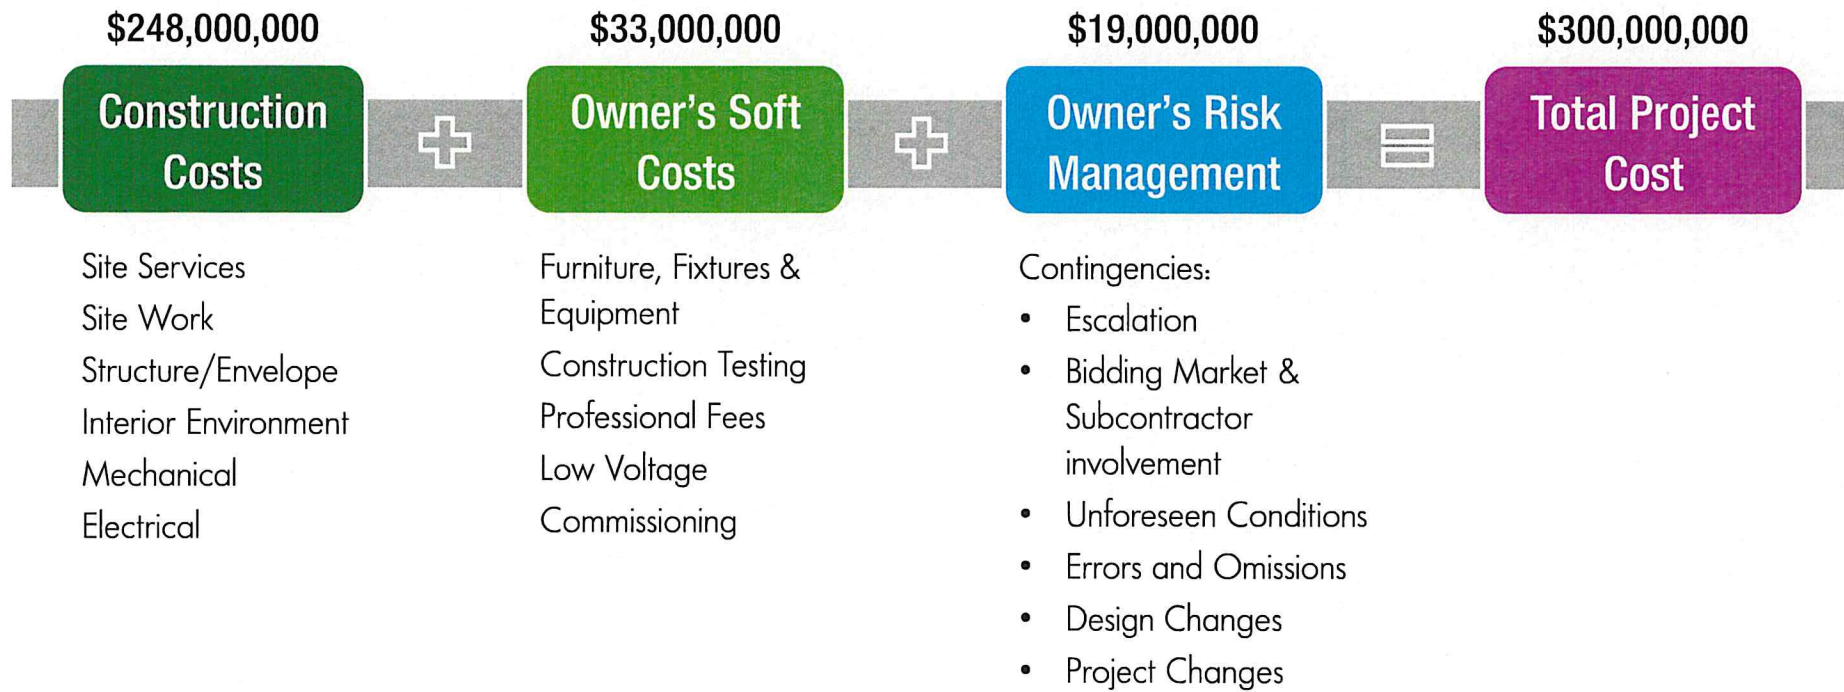 $248,000,000
Construction
Costs
Site Services
Site Work
Structure/Envelope
Interior Environment
Mechanical
Electrical
$33,000,000
Owner's Soft
Costs
Furniture, Fixtures &
Equipment
Construction Testing
Professional Fees
Low Voltage
Commissioning
$19,000,000
Owner's Risk
Management
Contingencies:
• Escalation
• Bidding Market &
Subcontractor
involvement
• Unforeseen Conditions
• Errors and Omissions
• Design Changes
• Project Changes
$300,000,000
Total Project
Cost